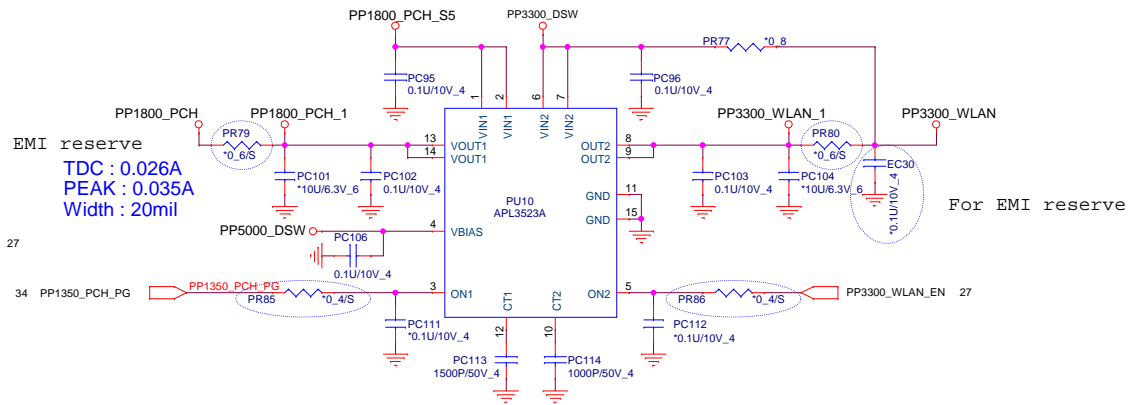 PP1800_PCH_S5
PP3300_DSW
PR77
*0_8
PC95
0.1U/10V_4
PC96
0.1U/10V_4
1
2
6
7
VIN1
VIN1
VIN2
VIN2
PP1800_PCH
PP1800_PCH_1
PP3300_WLAN_1
PP3300_WLAN
EMI reserve
PR79
*0_6/S
13
14
VOUT1
VOUT1
OUT2
OUT2
8
9
PR80
*0_6/S
TDC : 0.026A
PEAK : 0.035A
Width : 20mil
PC101
*10U/6.3V_6
PC102
0.1U/10V_4
PC103
0.1U/10V_4
PC104
*10U/6.3V_6
EC30
*0.1U/10V_4
For EMI reserve
PU10
APL3523A
GND
11
GND
15
PP5000_DSW
4
VBIAS
PC106
0.1U/10V_4
27
34
PP1350_PCH_PG
PP1350_PCH_PG
PR85
*0_4/S
3
ON1
ON2
5
PR86
*0_4/S
PP3300_WLAN_EN
27
PC111
*0.1U/10V_4
CT1
CT2
12
10
PC112
*0.1U/10V_4
PC113
1500P/50V_4
PC114
1000P/50V_4